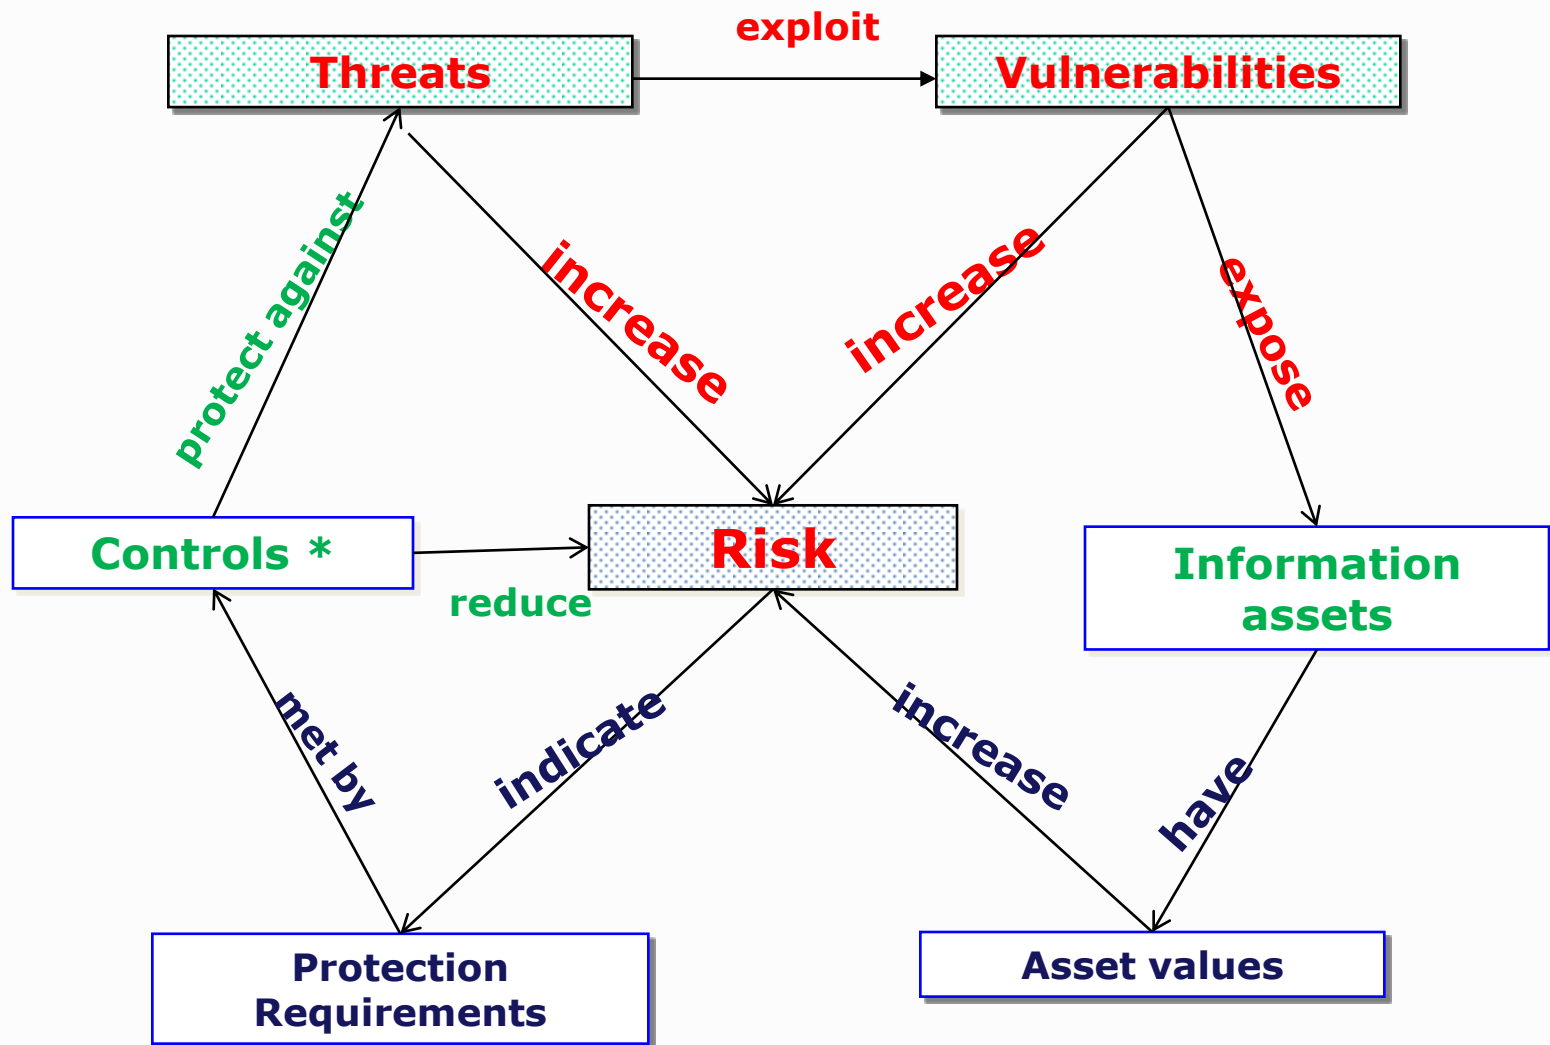 exploit
Threats
Vulnerabilities
protect against
increase
increase
expose
Controls *
Risk
Information
assets
reduce
met by
indicate
increase
have
Protection
Requirements
Asset values